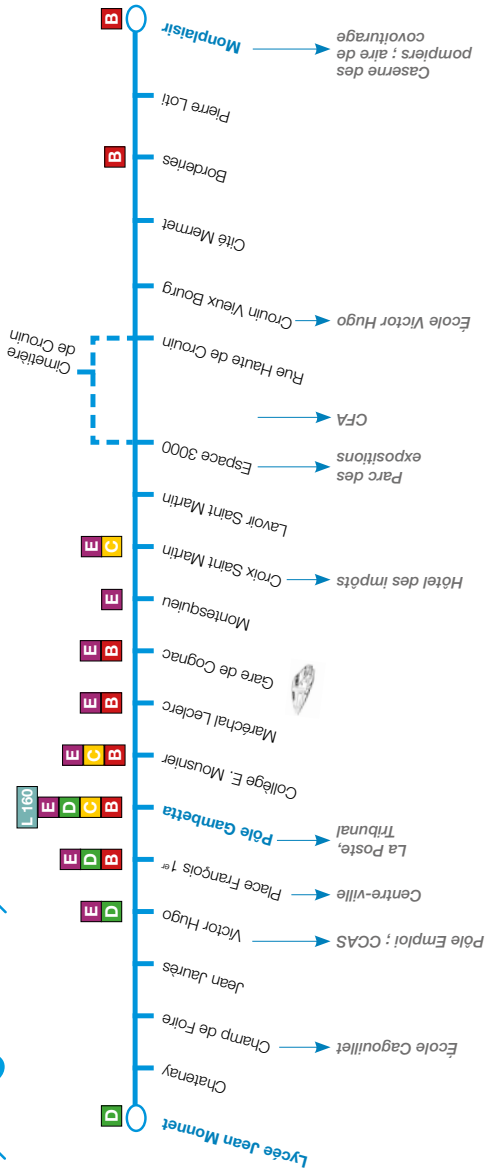 Lycée Jean Monnet
D
Chatenay
Champ de Foire
École Cagouillet
Jean Jaurès
Victor Hugo
D E
Pôle Emploi ; CCAS
Place François 1er
B D E
Centre-ville
Pôle Gambetta
B C D E
L 160
La Poste,
Tribunal
Collège E. Mousnier
B C E
Maréchal Leclerc
B E
Gare de Cognac
B E
Montesquieu
E
Croix Saint Martin
C E
Hôtel des impôts
Lavoir Saint Martin
Espace 3000
Parc des
expositions
CFA
Cimetière
de Crouin
Rue Haute de Crouin
Crouin Vieux Bourg
École Victor Hugo
Cité Mermet
Borderies
B
Pierre Loti
Monplaisir
B
Caserne des
pompiers ; aire de
covoiturage